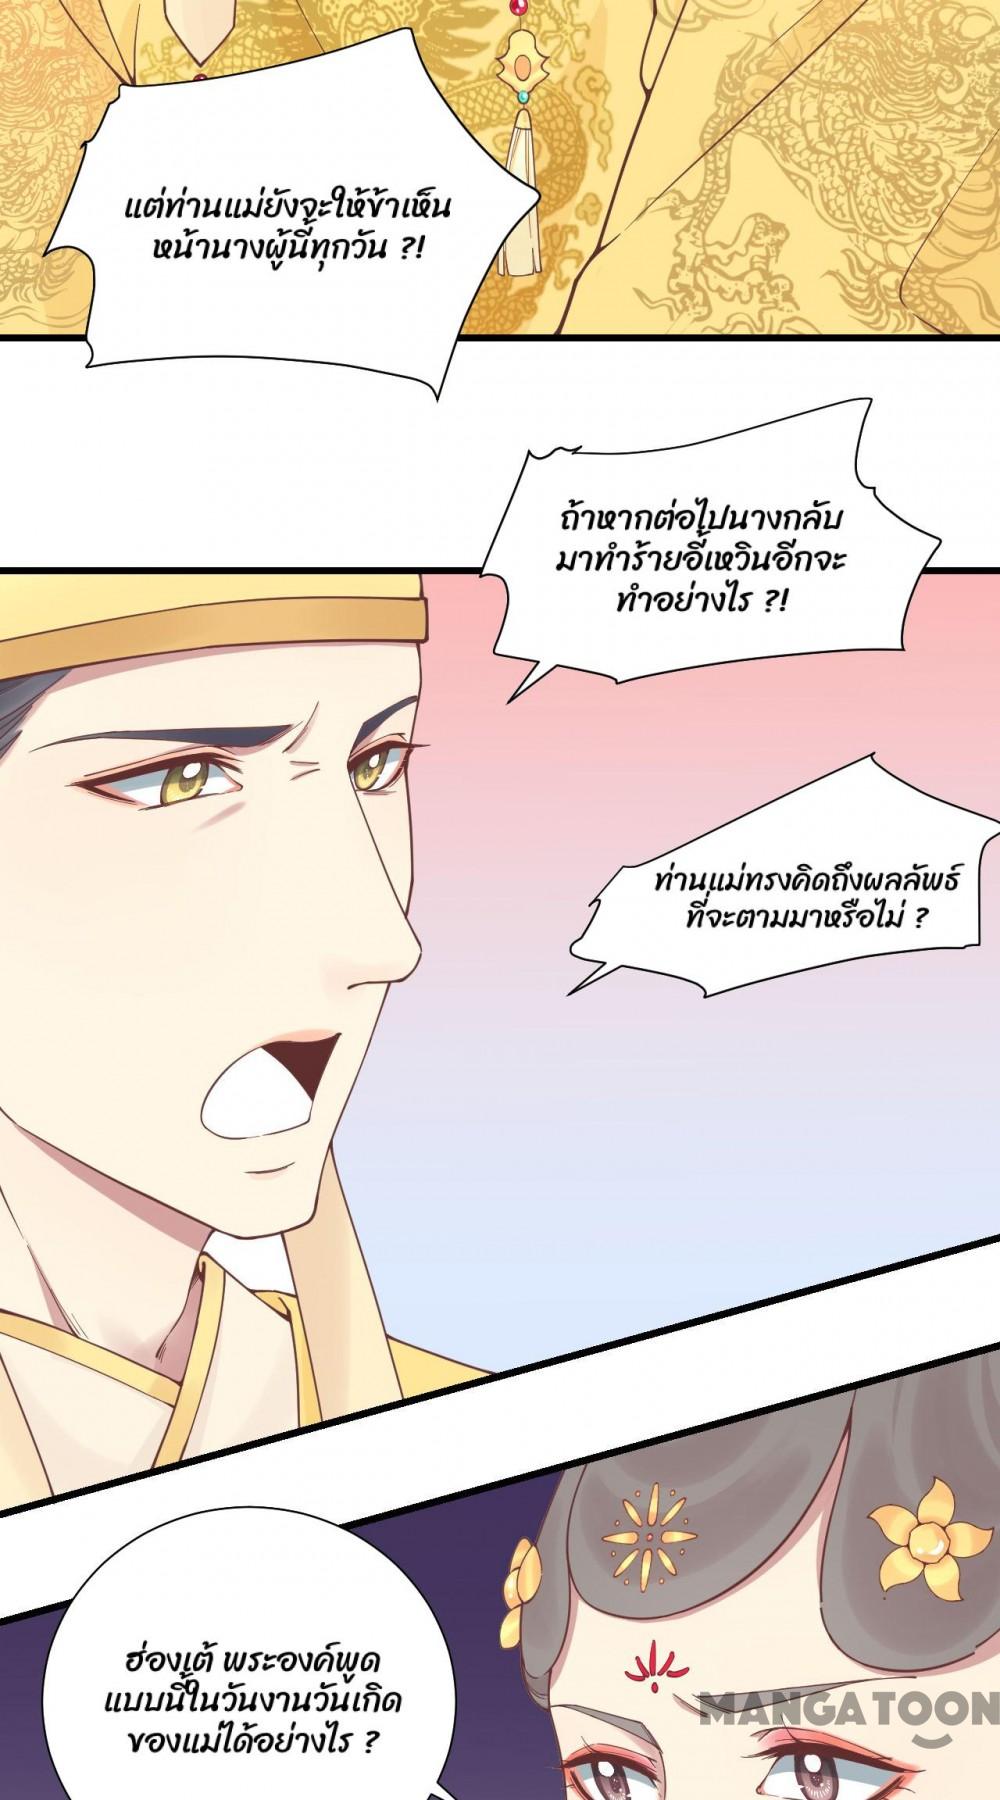 แต่ท่านแม่ยังจะให้ข้าเห็น
หน้านางผู้นี้ทุกวัน ?!
ถ้าหากต่อไปนางกลับ
มาทำร้ายอี้เหวินอีกจะ
ทำอย่างไร ?!
ท่านแม่ทรงคิดถึงผลลัพธ์
ที่จะตามมาหรือไม่ ?
ฮ่องเต้ พระองค์พูด
แบบนี้ในวันงานวันเกิด
ของแม่ได้อย่างไร ?
MANGATOON